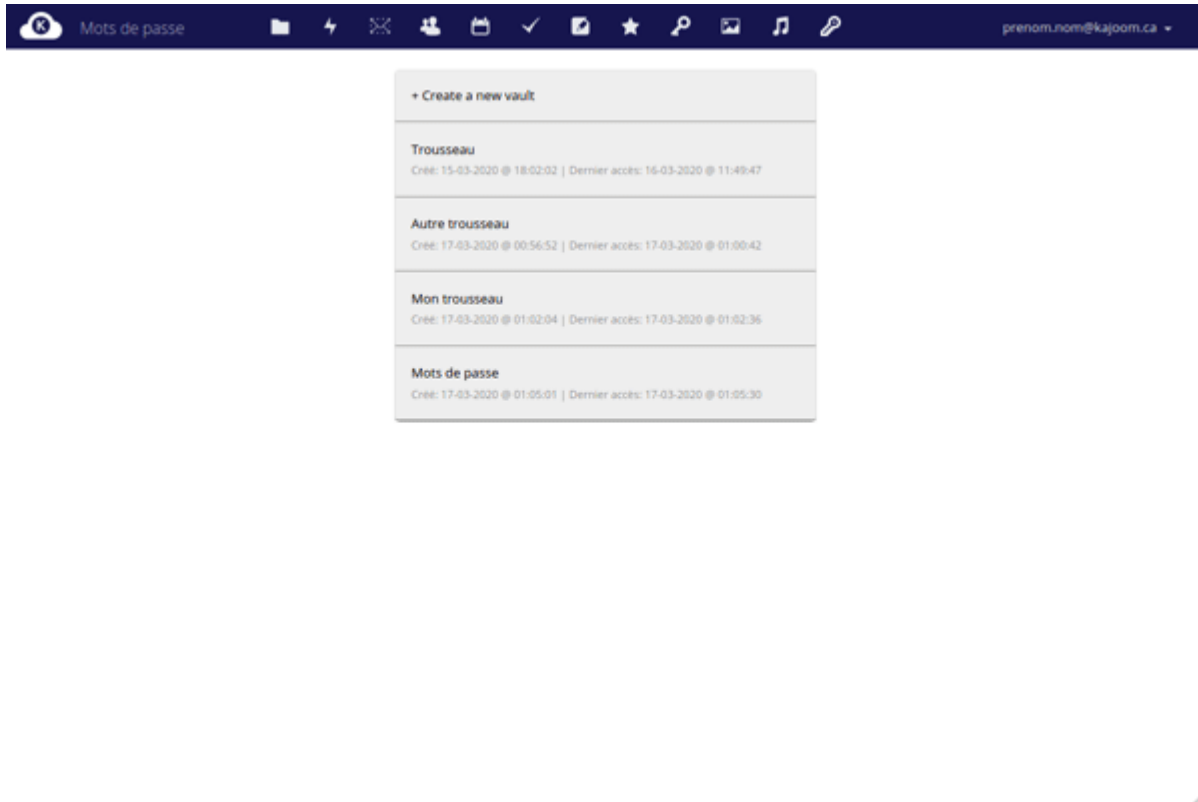 K
Mots de passe
prenom.nom@kajoom.ca
+ Create a new vault
Trousseau
Créé: 15-03-2020 @ 18:02:02 | Dernier accès: 16-03-2020 @ 11:49:47
Autre trousseau
Créé: 17-03-2020 @ 00:56:52 | Dernier accès: 17-03-2020 @ 01:00:42
Mon trousseau
Créé: 17-03-2020 @ 01:02:04 | Dernier accès: 17-03-2020 @ 01:02:36
Mots de passe
Créé: 17-03-2020 @ 01:05:01 | Dernier accès: 17-03-2020 @ 01:05:30